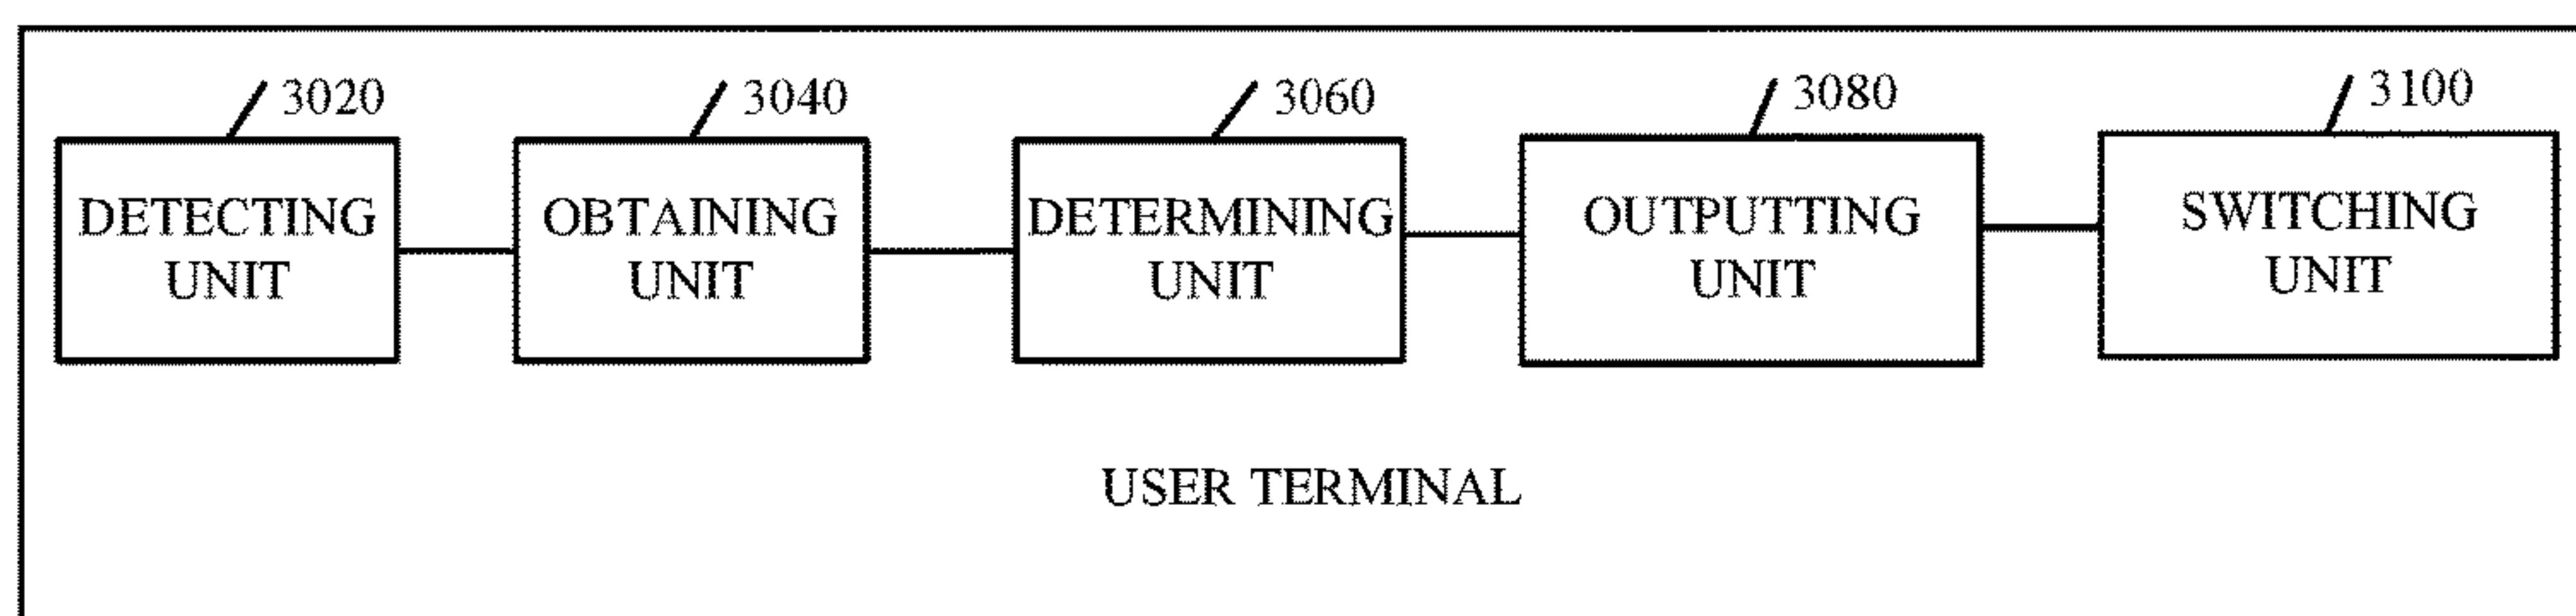 3020
3040
3060
3080
3100
DETECTING
UNIT
OBTAINING
UNIT
DETERMINING
UNIT
OUTPUTTING
UNIT
SWITCHING
UNIT
USER TERMINAL